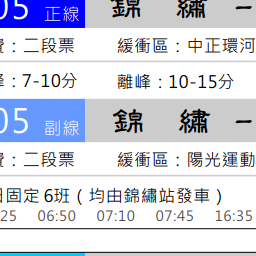 05 正線 錦 繡 一
費：二段票 緩衝區：中正環河
峰：7-10分 離峰：10-15分
05 副線 錦 繡 一
費：二段票 緩衝區：陽光運動
日固定6班（均由錦繡站發車）
25 06:50 07:10 07:45 16:35